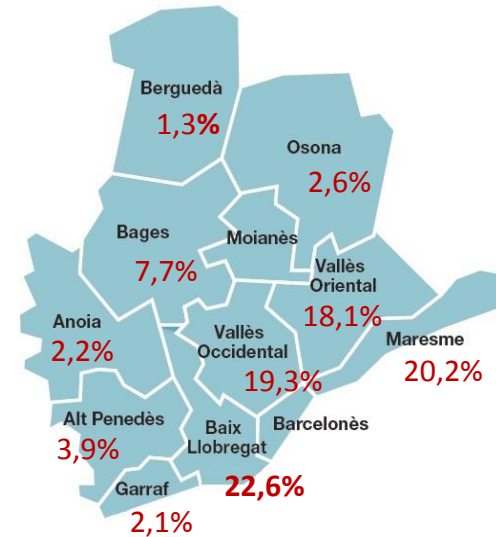 Berguedà
1,3%
Osona
2,6%
Bages
7,7%
Moianès
Vallès
Oriental
18,1%
Anoia
2,2%
Vallès
Occidental
19,3%
Maresme
20,2%
Alt Penedès
3,9%
Baix
Llobregat
22,6%
Barcelonès
Garraf
2,1%